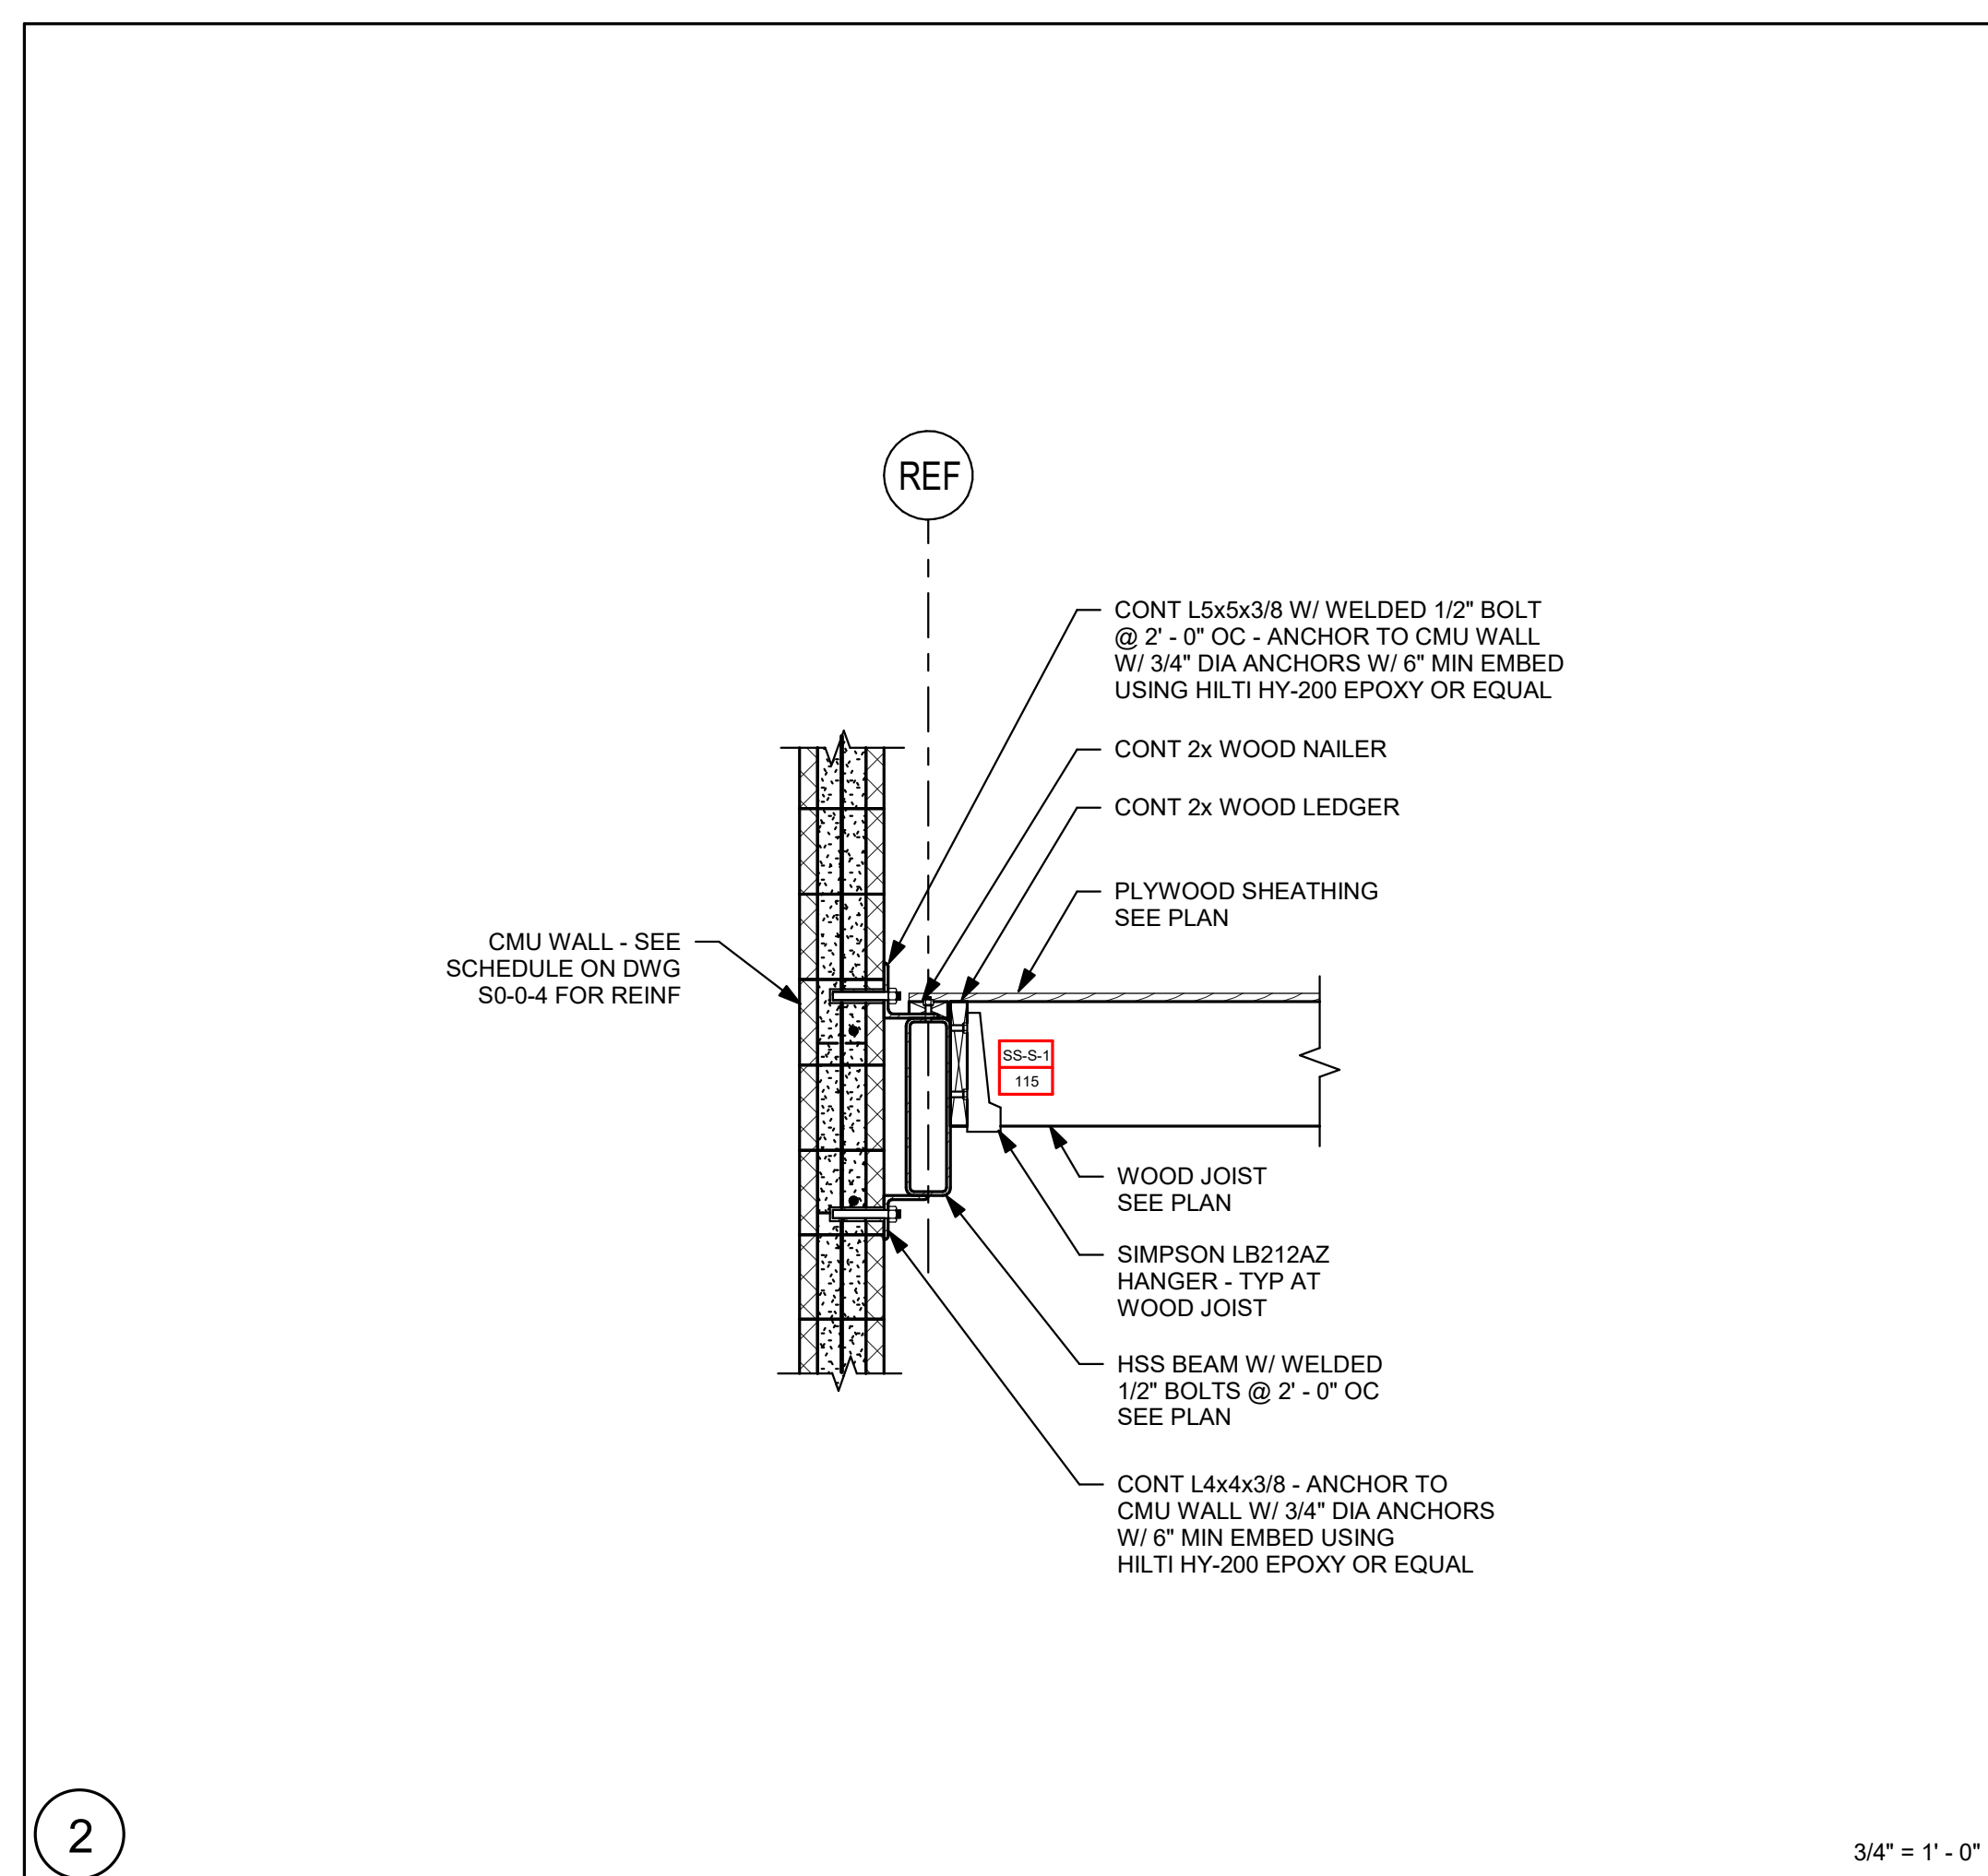 REF
CONT L5x5x3/8 W/ WELDED 1/2" BOLT
@ 2' - 0" OC - ANCHOR TO CMU WALL
W/ 3/4" DIA ANCHORS W/ 6" MIN EMBED
USING HILTI HY-200 EPOXY OR EQUAL
CONT 2x WOOD NAILER
CONT 2x WOOD LEDGER
PLYWOOD SHEATHING
SEE PLAN
CMU WALL - SEE
SCHEDULE ON DWG
S0-0-4 FOR REINF
SS-S-1
115
WOOD JOIST
SEE PLAN
SIMPSON LB212AZ
HANGER - TYP AT
WOOD JOIST
HSS BEAM W/ WELDED
1/2" BOLTS @ 2' - 0" OC
SEE PLAN
CONT L4x4x3/8 - ANCHOR TO
CMU WALL W/ 3/4" DIA ANCHORS
W/ 6" MIN EMBED USING
HILTI HY-200 EPOXY OR EQUAL
2
3/4" = 1' - 0"